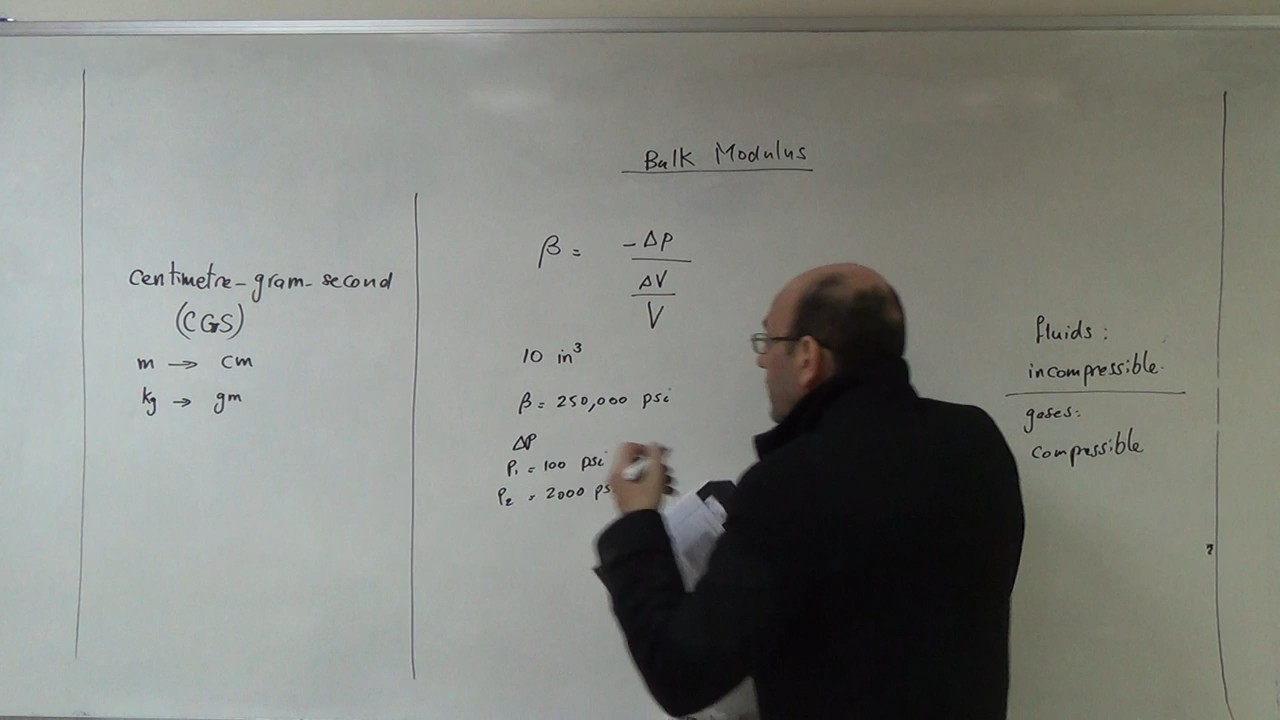 Bulk Modulus
centimetre-gram-second
(CGS)
m → cm
kg → gm
β = -ΔP
ΔV
V
10 in³
β = 250,000 psi
ΔP
P₁ = 100 psi
P₂ = 2000 ps
fluids:
incompressible.
gases:
compressible